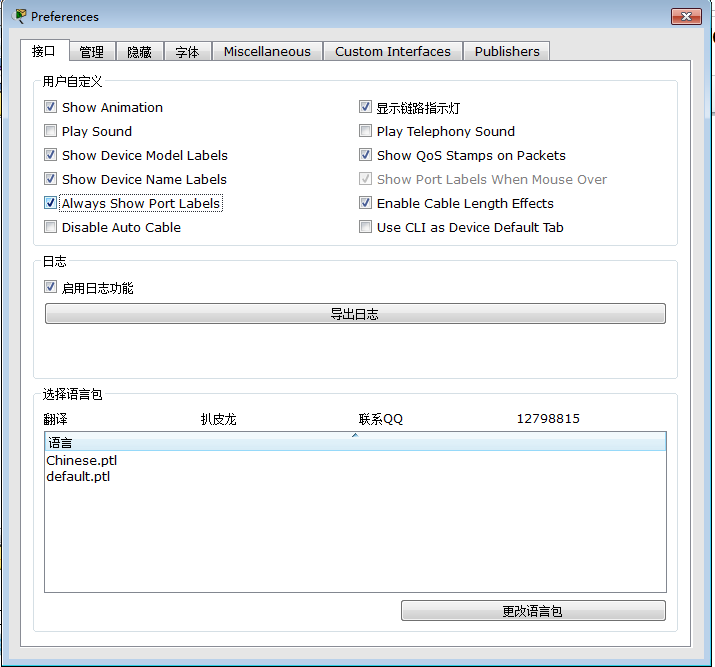 Preferences
接口 管理 隐藏 字体 Miscellaneous Custom Interfaces Publishers
用户自定义
Show Animation 显示链路指示灯
Play Sound Play Telephony Sound
Show Device Model Labels Show QoS Stamps on Packets
Show Device Name Labels Show Port Labels When Mouse Over
Always Show Port Labels Enable Cable Length Effects
Disable Auto Cable Use CLI as Device Default Tab
日志
启用日志功能
导出日志
选择语言包
翻译 扒皮龙 联系QQ 12798815
语言
Chinese.ptl
default.ptl
更改语言包